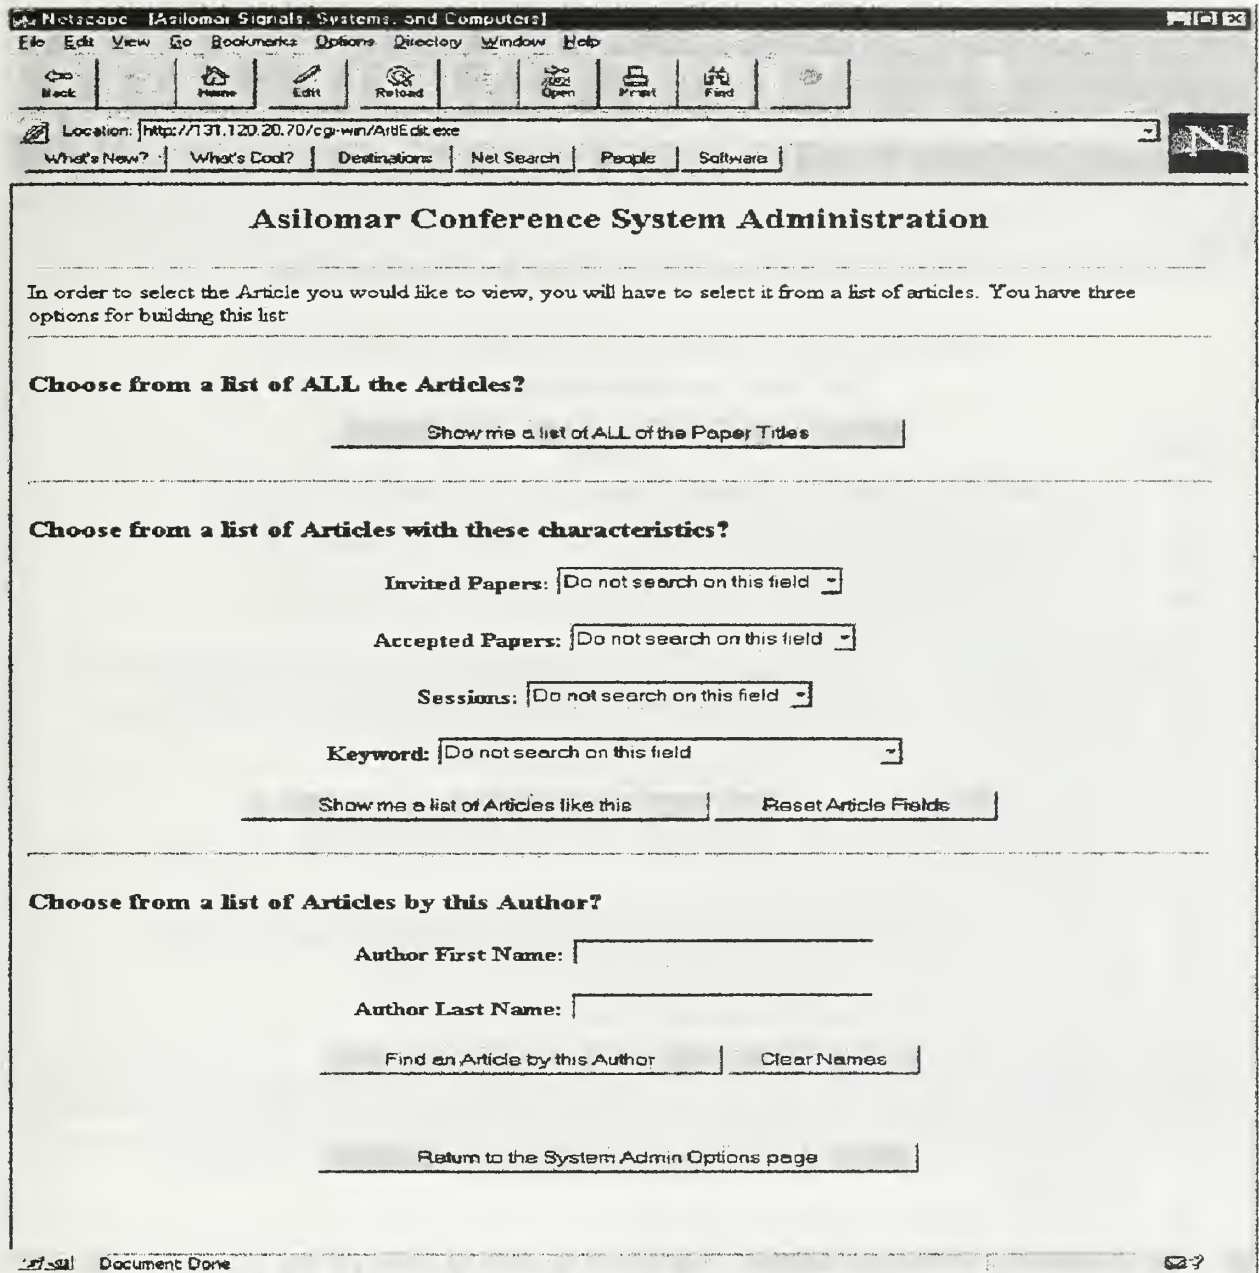 Netscape - [Asilomar Signals, Systems, and Computers]
File Edit View Go Bookmarks Options Directory Window Help
Back Home Edit Reload Open Print Find
Location: http://131.120.20.70/cgi-win/ArtEdit.exe
What's New? What's Cool? Destinations Net Search People Software
N
Asilomar Conference System Administration
In order to select the Article you would like to view, you will have to select it from a list of articles. You have three
options for building this list:
Choose from a list of ALL the Articles?
Show me a list of ALL of the Paper Titles
Choose from a list of Articles with these characteristics?
Invited Papers: Do not search on this field
Accepted Papers: Do not search on this field
Sessions: Do not search on this field
Keyword: Do not search on this field
Show me a list of Articles like this Reset Article Fields
Choose from a list of Articles by this Author?
Author First Name:
Author Last Name:
Find an Article by this Author Clear Names
Return to the System Admin Options page
Document Done